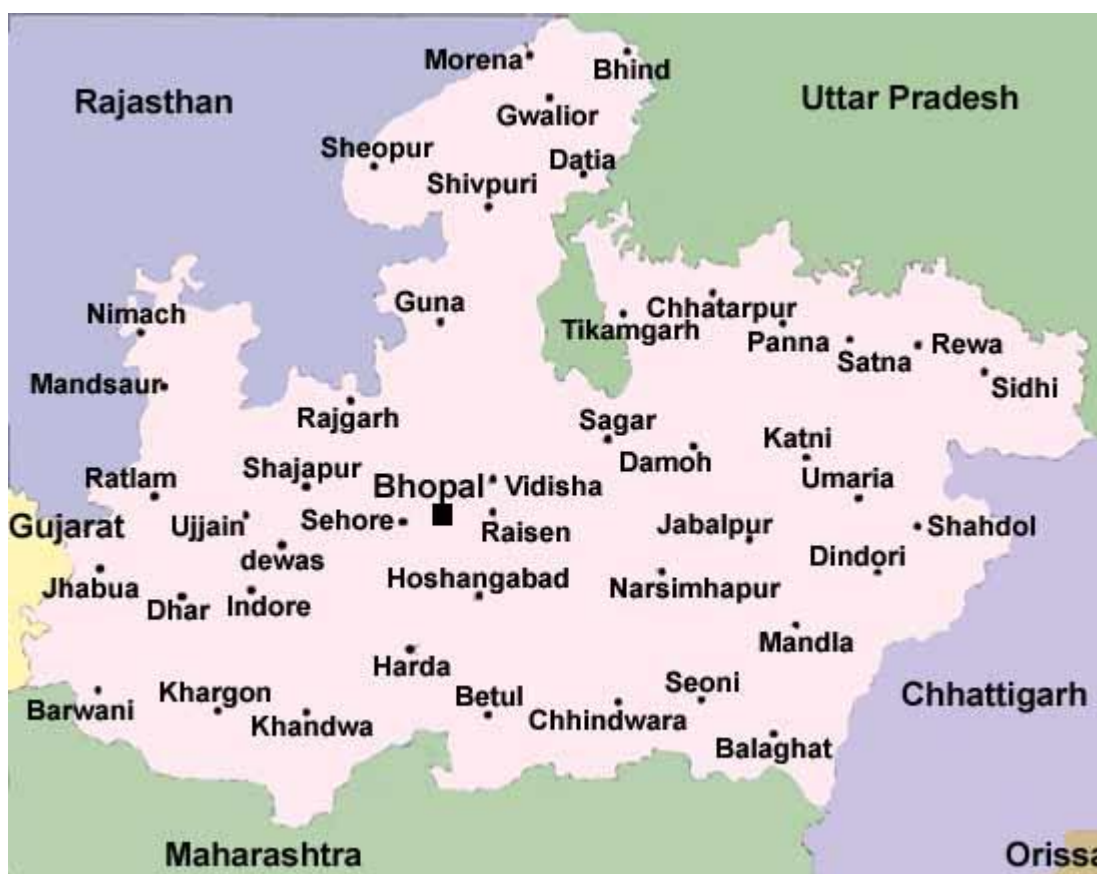 Morena
Bhind
Rajasthan
Uttar Pradesh
Gwalior
Sheopur
Datia
Shivpuri
Guna
Chhatarpur
Nimach
Tikamgarh
Panna
Rewa
Satna
Mandsaur
Sidhi
Rajgarh
Sagar
Katni
Damoh
Shajapur
Ratlam
Bhopal
Vidisha
Umaria
Gujarat
Ujjain
Sehore
Raisen
Jabalpur
Shahdol
dewas
Dindori
Hoshangabad
Jhabua
Narsimhapur
Dhar
Indore
Mandla
Harda
Seoni
Khargon
Chhattigarh
Barwani
Betul
Khandwa
Chhindwara
Balaghat
Maharashtra
Orissa